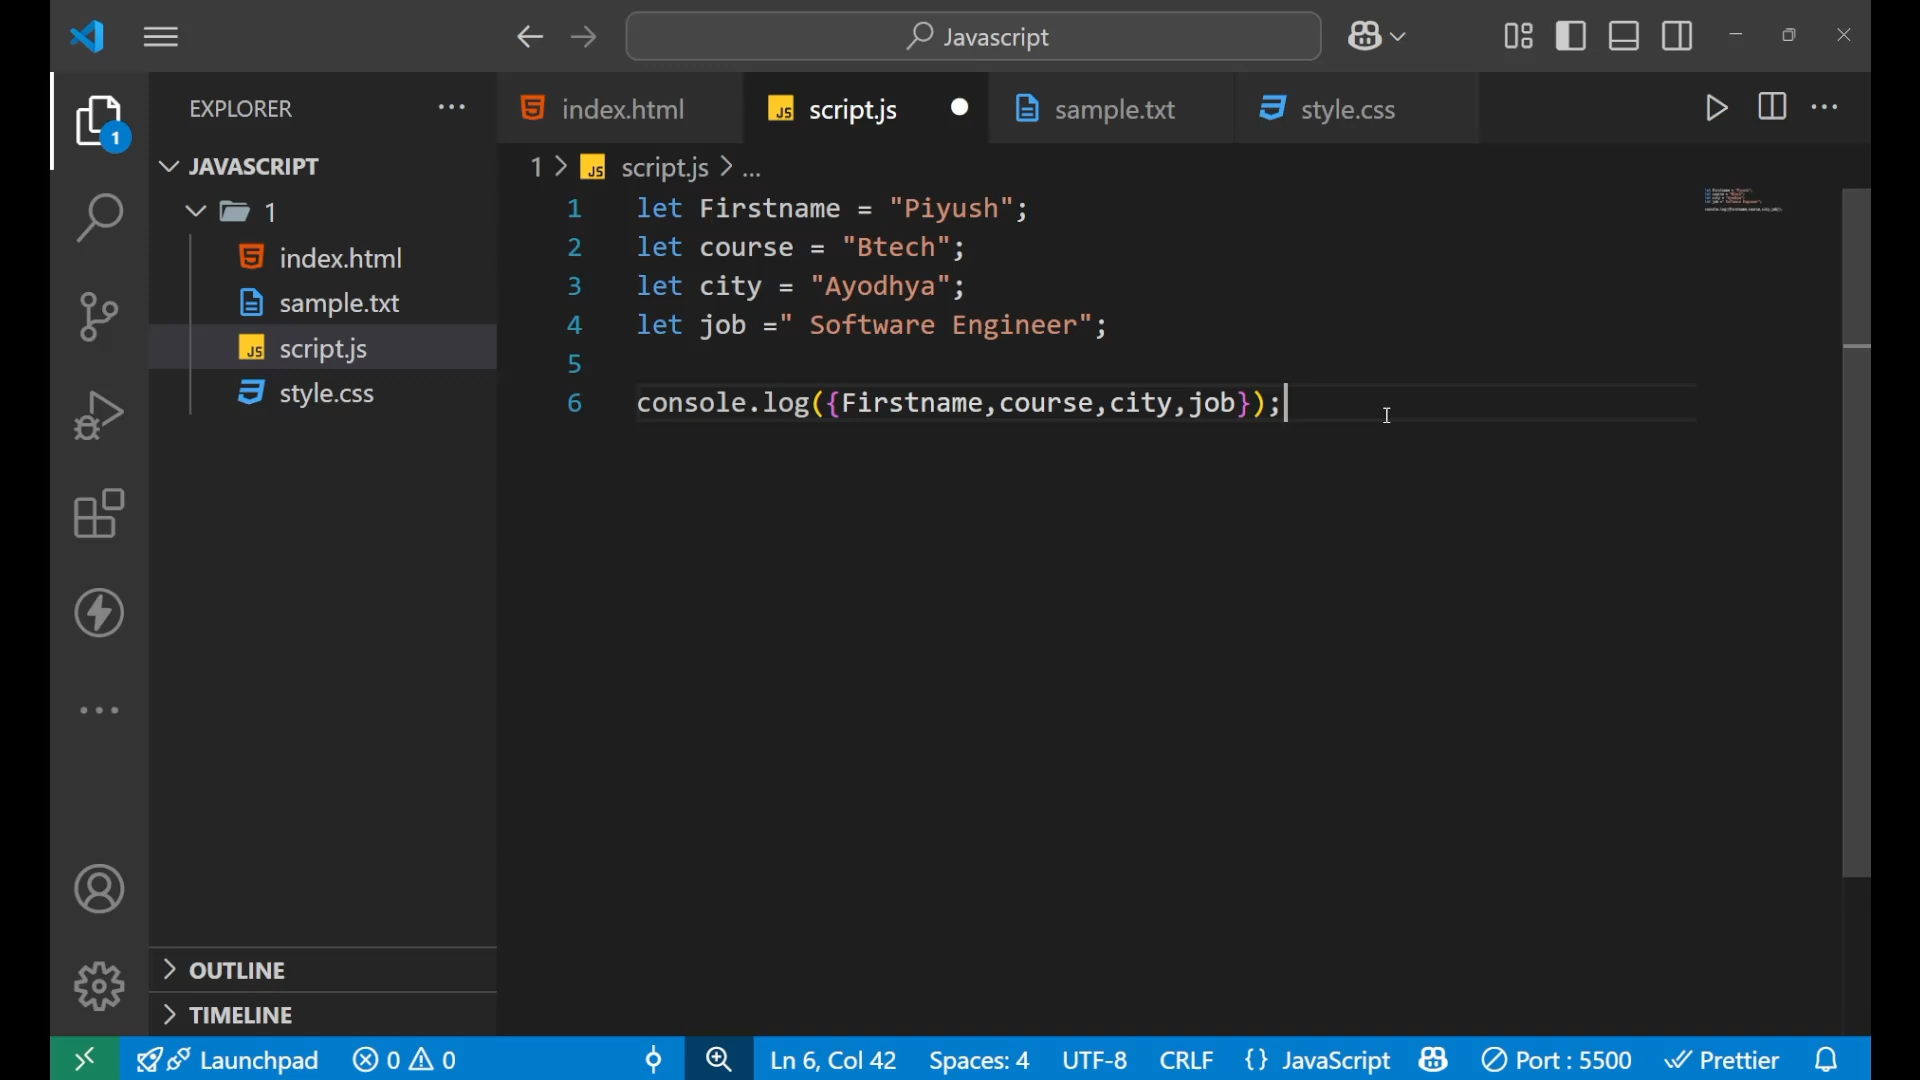 Javascript
EXPLORER
index.html
script.js
sample.txt
style.css
JAVASCRIPT
1 > JS script.js > ...
1
index.html
sample.txt
JS script.js
style.css
1 let Firstname = "Piyush";
2 let course = "Btech";
3 let city = "Ayodhya";
4 let job =" Software Engineer";
5
6 console.log({Firstname,course,city,job});
1
OUTLINE
TIMELINE
Launchpad 0 0 Ln 6, Col 42 Spaces: 4 UTF-8 CRLF {} JavaScript Port : 5500 Prettier